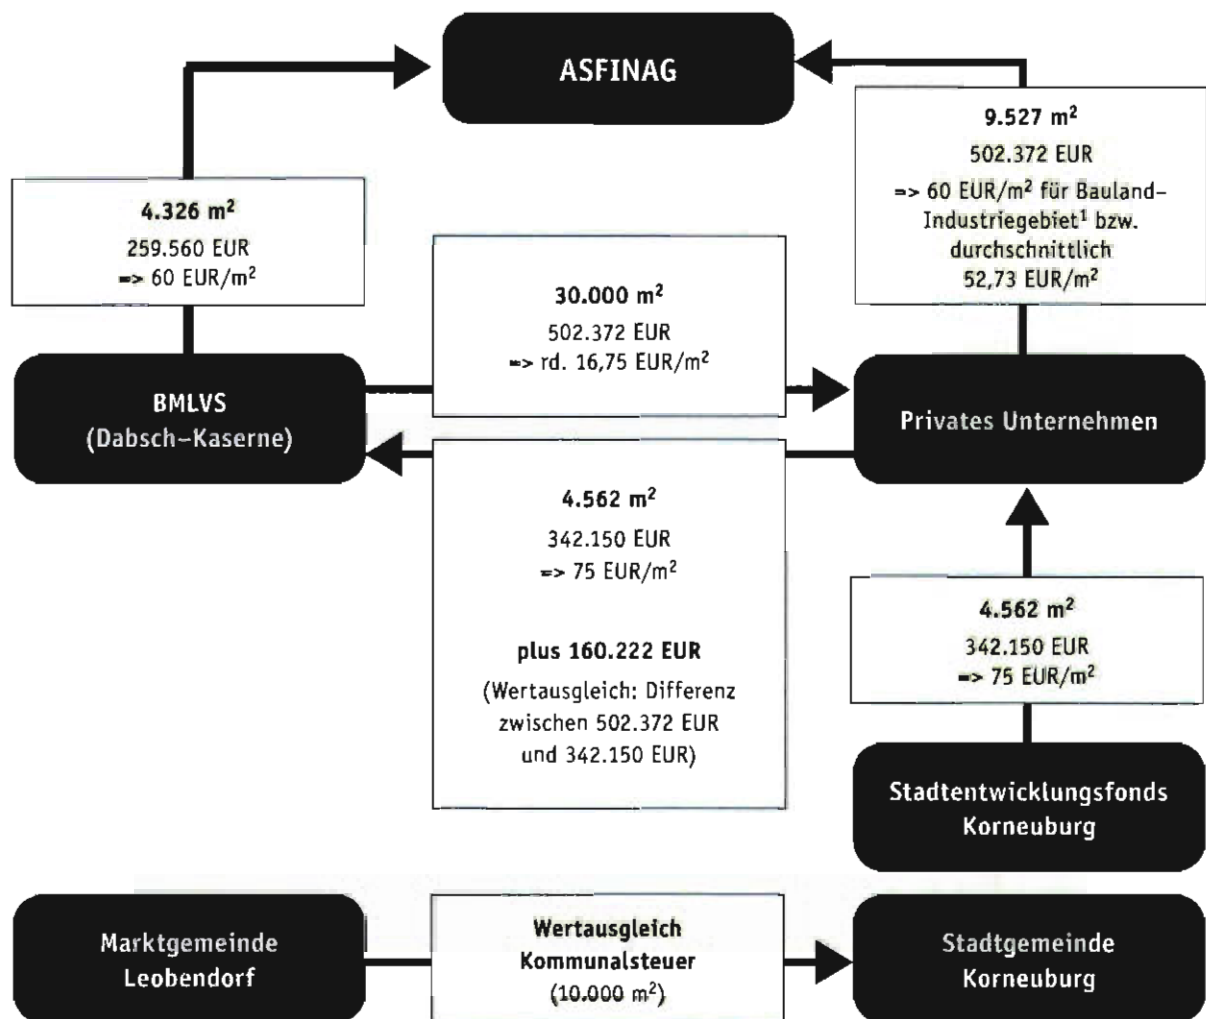 ASFINAG
9.527 m²
502.372 EUR
=> 60 EUR/m² für Bauland–
Industriegebiet¹ bzw.
durchschnittlich
52,73 EUR/m²
4.326 m²
259.560 EUR
=> 60 EUR/m²
30.000 m²
502.372 EUR
=> rd. 16,75 EUR/m²
BMLVS
(Dabsch–Kaserne)
Privates Unternehmen
4.562 m²
342.150 EUR
=> 75 EUR/m²
plus 160.222 EUR
(Wertausgleich: Differenz
zwischen 502.372 EUR
und 342.150 EUR)
4.562 m²
342.150 EUR
=> 75 EUR/m²
Stadtentwicklungsfonds
Korneuburg
Marktgemeinde
Leobendorf
Wertausgleich
Kommunalsteuer
(10.000 m²)
Stadtgemeinde
Korneuburg